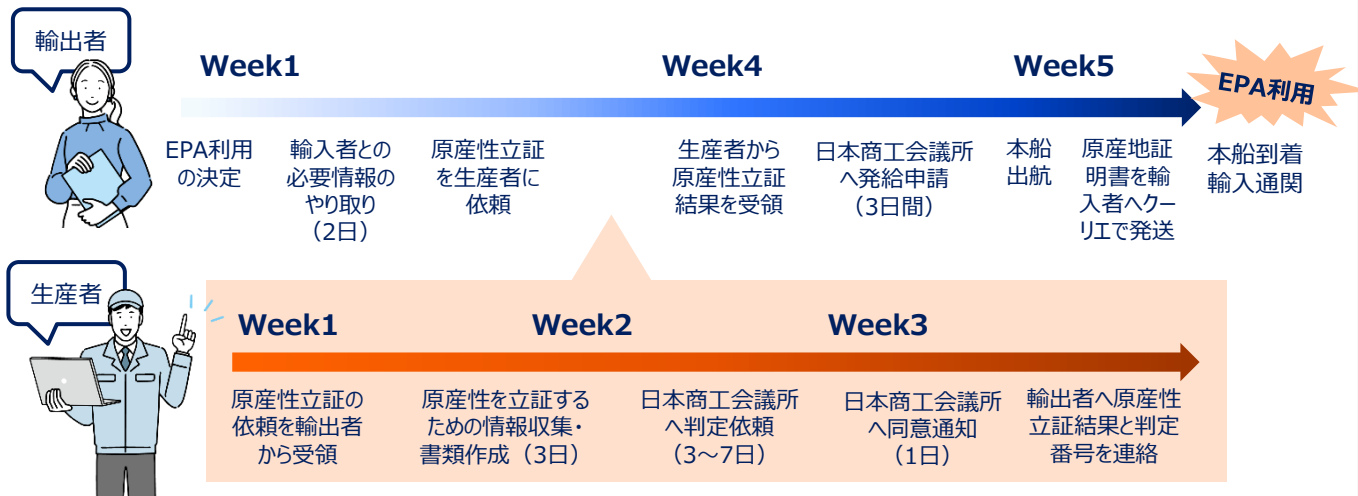 輸出者
Week1
Week4
Week5
EPA利用
EPA利用
の決定
輸入者との
必要情報の
やり取り
（2日）
原産性立証
を生産者に
依頼
生産者から
原産性立証
結果を受領
日本商工会議所
へ発給申請
（3日間）
本船
出航
原産地証
明書を輸
入者へクー
リエで発送
本船到着
輸入通関
生産者
Week1
Week2
Week3
原産性立証の
依頼を輸出者
から受領
原産性を立証する
ための情報収集・
書類作成（3日）
日本商工会議所
へ判定依頼
（3～7日）
日本商工会議所
へ同意通知
（1日）
輸出者へ原産性
立証結果と判定
番号を連絡